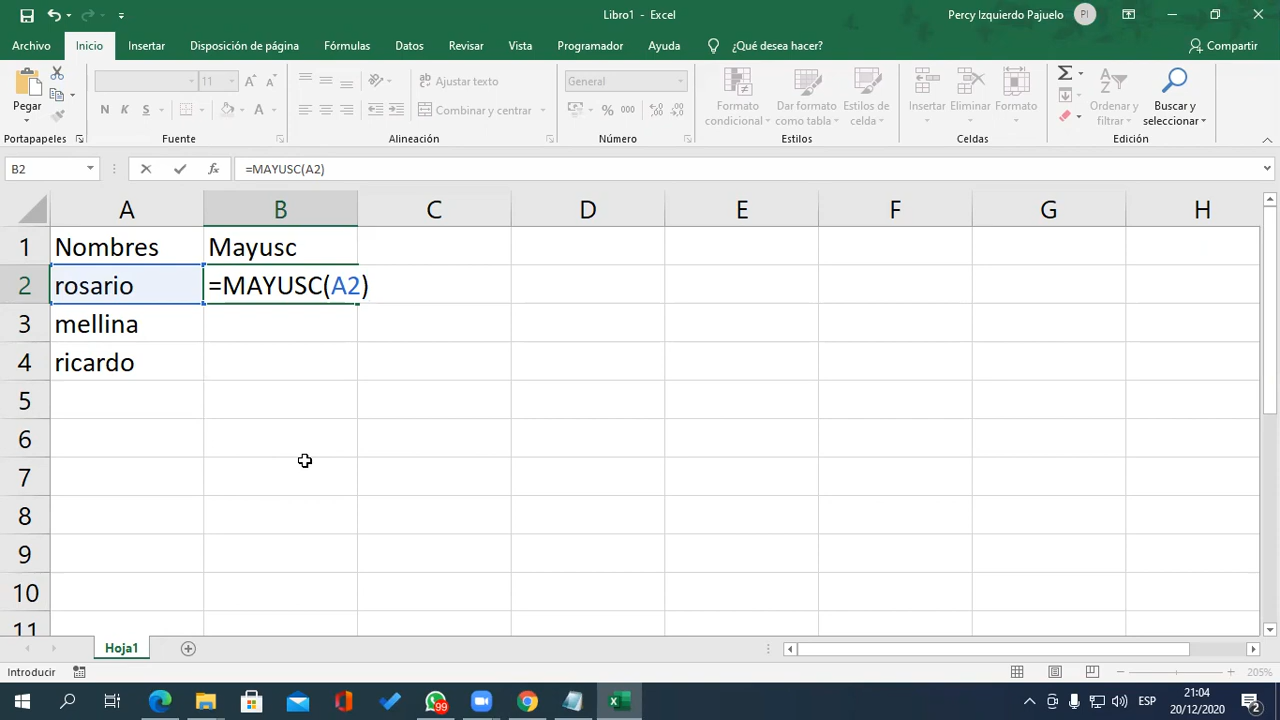 Libro1 - Excel
Percy Izquierdo Pajuelo
PI
Archivo
Inicio
Insertar
Disposición de página
Fórmulas
Datos
Revisar
Vista
Programador
Ayuda
¿Qué desea hacer?
Compartir
Pegar
11
N K S
Ajustar texto
Combinar y centrar
General
% 000
Formato condicional
Dar formato como tabla
Estilos de celda
Insertar
Eliminar
Formato
Ordenar y filtrar
Buscar y seleccionar
Portapapeles
Fuente
Alineación
Número
Estilos
Celdas
Edición
B2
fx
=MAYUSC(A2)
A B C D E F G H
1 Nombres Mayusc
2 rosario =MAYUSC(A2)
3 mellina
4 ricardo
5
6
7
8
9
10
11
Hoja1
Introducir
205%
99
ESP
21:04
20/12/2020
2